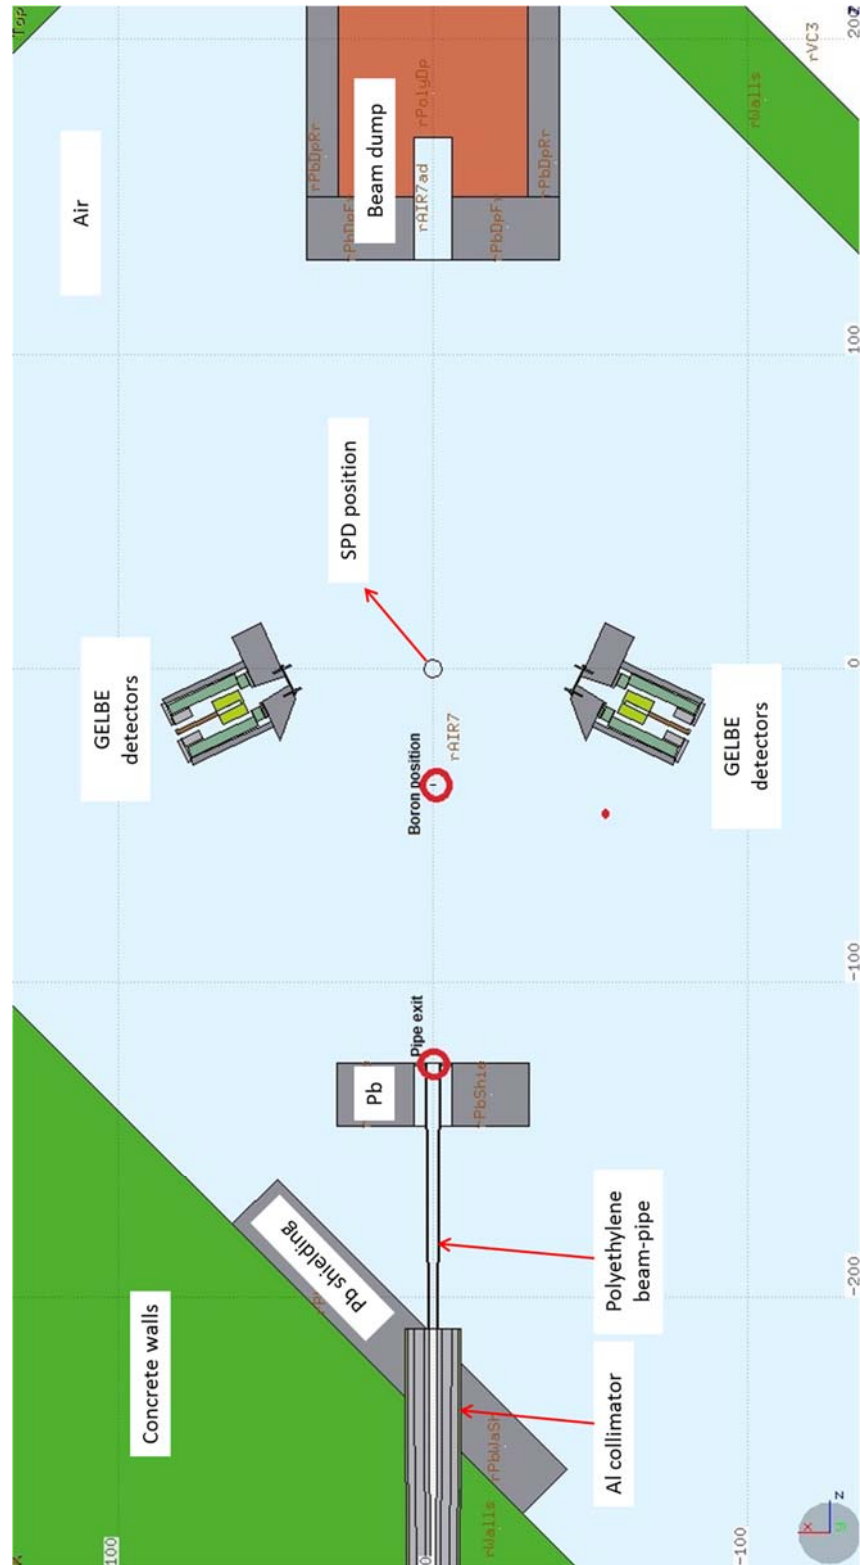 Top
Air
rPbDpRr
Beam dump
rPolyDp
rPbDpFr
rAIR7ad
rPbDpFr
rPbDpRr
rWalls
rVC3
z
200
100
SPD position
GELBE
detectors
Boron position
rAIR7
GELBE
detectors
0
-100
Pipe exit
Pb
rPbShie
Concrete walls
Pb shielding
Polyethylene
beam-pipe
-200
Al collimator
rPbWaSh
rWalls
x
100
0
-100
x
y
z